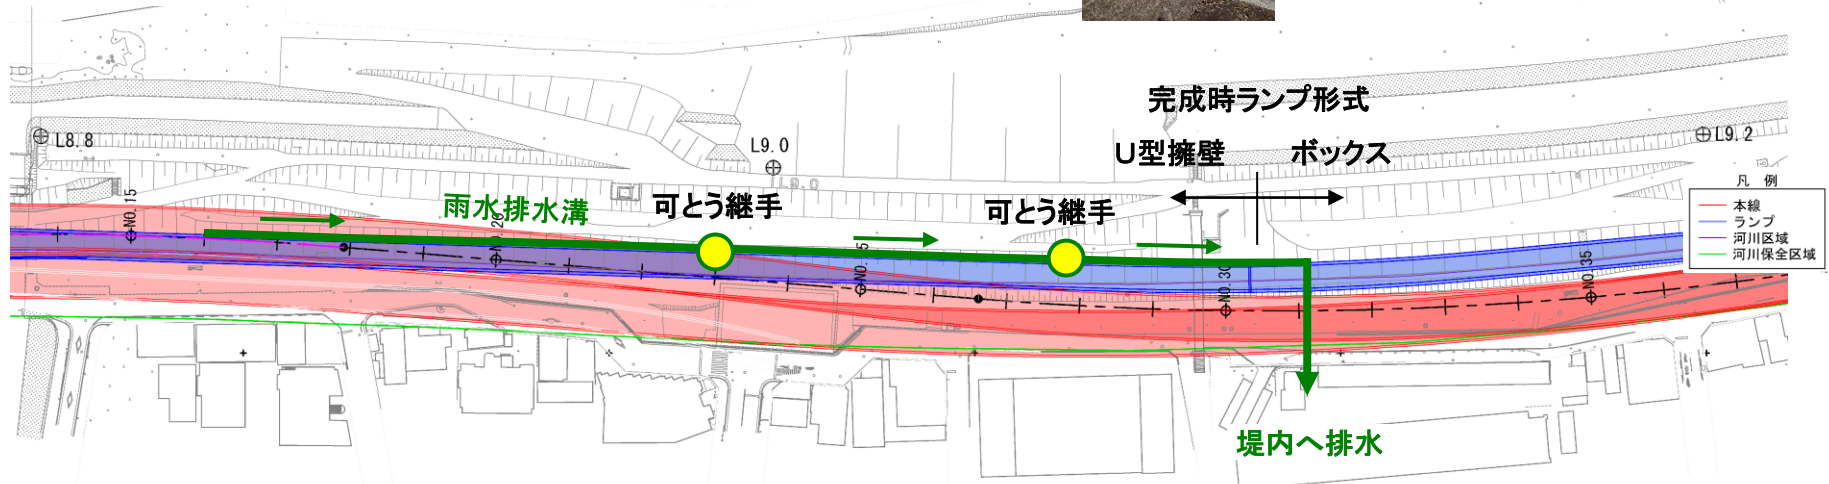 完成時ランプ形式
U型擁壁 ボックス
L8.8
L9.0
L9.2
雨水排水溝
可とう継手
可とう継手
NO.15
NO.20
NO.30
NO.35
凡 例
本線
ランプ
河川区域
河川保全区域
堤内へ排水